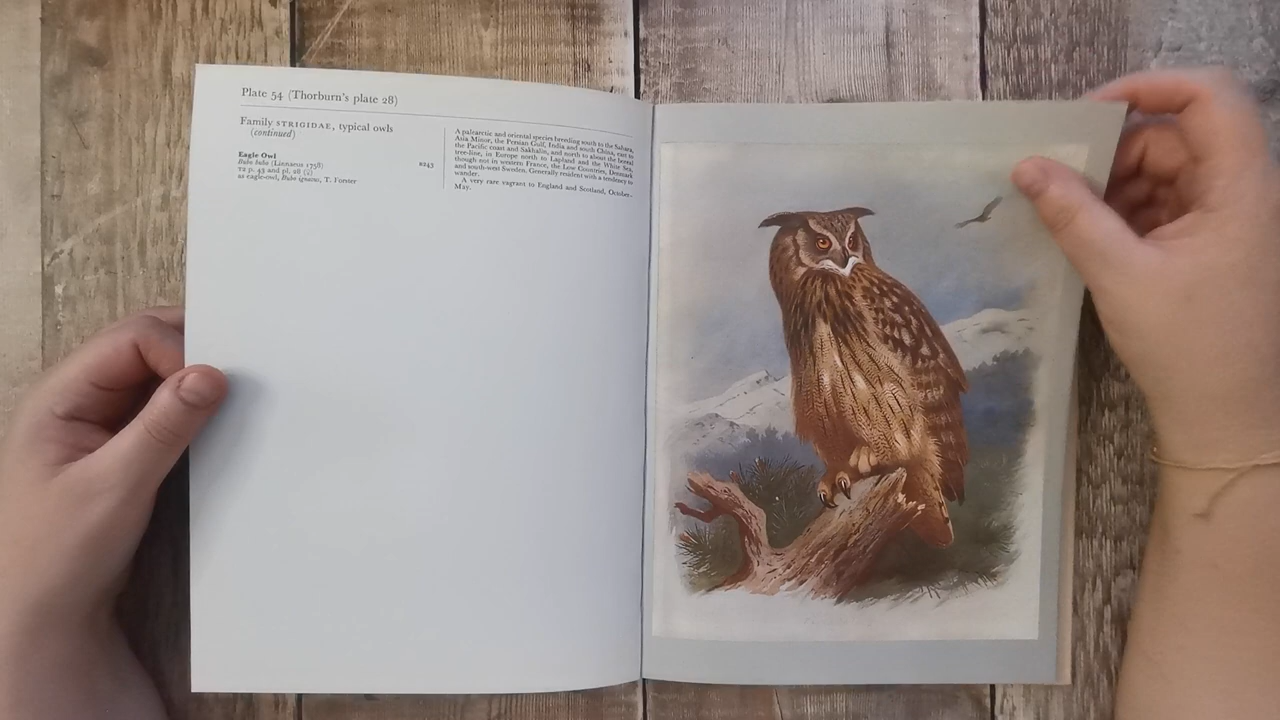 Plate 54 (Thorburn's plate 28)
Family STRIGIDAE, typical owls
(continued)
Eagle Owl
Bubo bubo (Linnaeus 1758) B243
T2 p. 45 and pl. 28 (♀)
as eagle-owl, Bubo ignavus, T. Forster
A palearctic and oriental species breeding south to the Sahara,
Asia Minor, the Persian Gulf, India and south China, east to
the Pacific coast and Sakhalin, and north to about the boreal
tree-line, in Europe north to Lapland and the White Sea,
though not in western France, the Low Countries, Denmark
and south-west Sweden. Generally resident with a tendency to
wander.
A very rare vagrant to England and Scotland, October–
May.